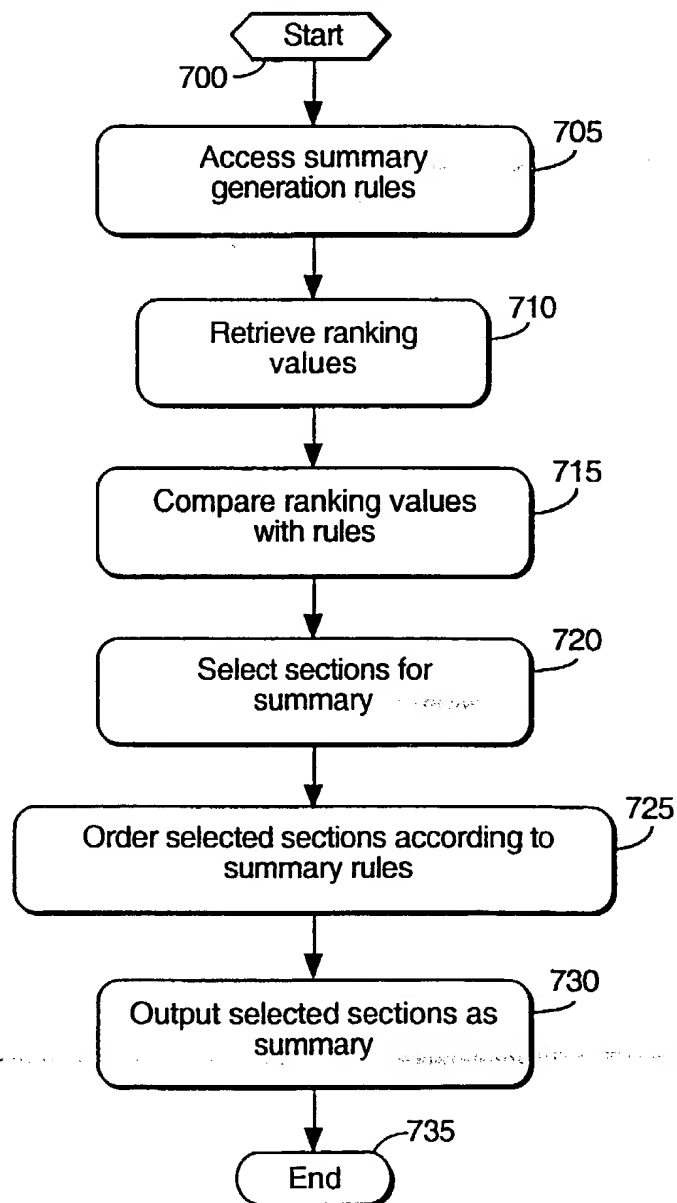 Start
700
Access summary
generation rules
705
Retrieve ranking
values
710
Compare ranking values
with rules
715
Select sections for
summary
720
Order selected sections according to
summary rules
725
Output selected sections as
summary
730
735
End